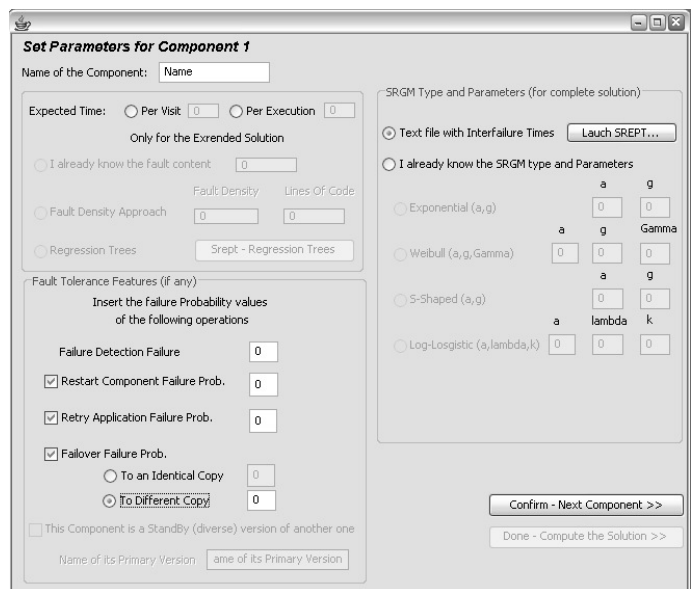 Set Parameters for Component 1
Name of the Component: Name
Expected Time: Per Visit 0 Per Execution 0
Only for the Exrended Solution
I already know the fault content 0
Fault Density Lines Of Code
Fault Density Approach 0 0
Regression Trees Srept - Regression Trees
Fault Tolerance Features (if any)
Insert the failure Probability values
of the following operations
Failure Detection Failure 0
Restart Component Failure Prob. 0
Retry Application Failure Prob. 0
Failover Failure Prob.
To an Identical Copy 0
To Different Copy 0
This Component is a StandBy (diverse) version of another one
Name of its Primary Version ame of its Primary Version
SRGM Type and Parameters (for complete solution)
Text file with Interfailure Times Lauch SREPT...
I already know the SRGM type and Parameters
a g
Exponential (a,g) 0 0
a g Gamma
Weibull (a,g,Gamma) 0 0 0
a g
S-Shaped (a,g) 0 0
a lambda k
Log-Losgistic (a,lambda,k) 0 0 0
Confirm - Next Component >>
Done - Compute the Solution >>